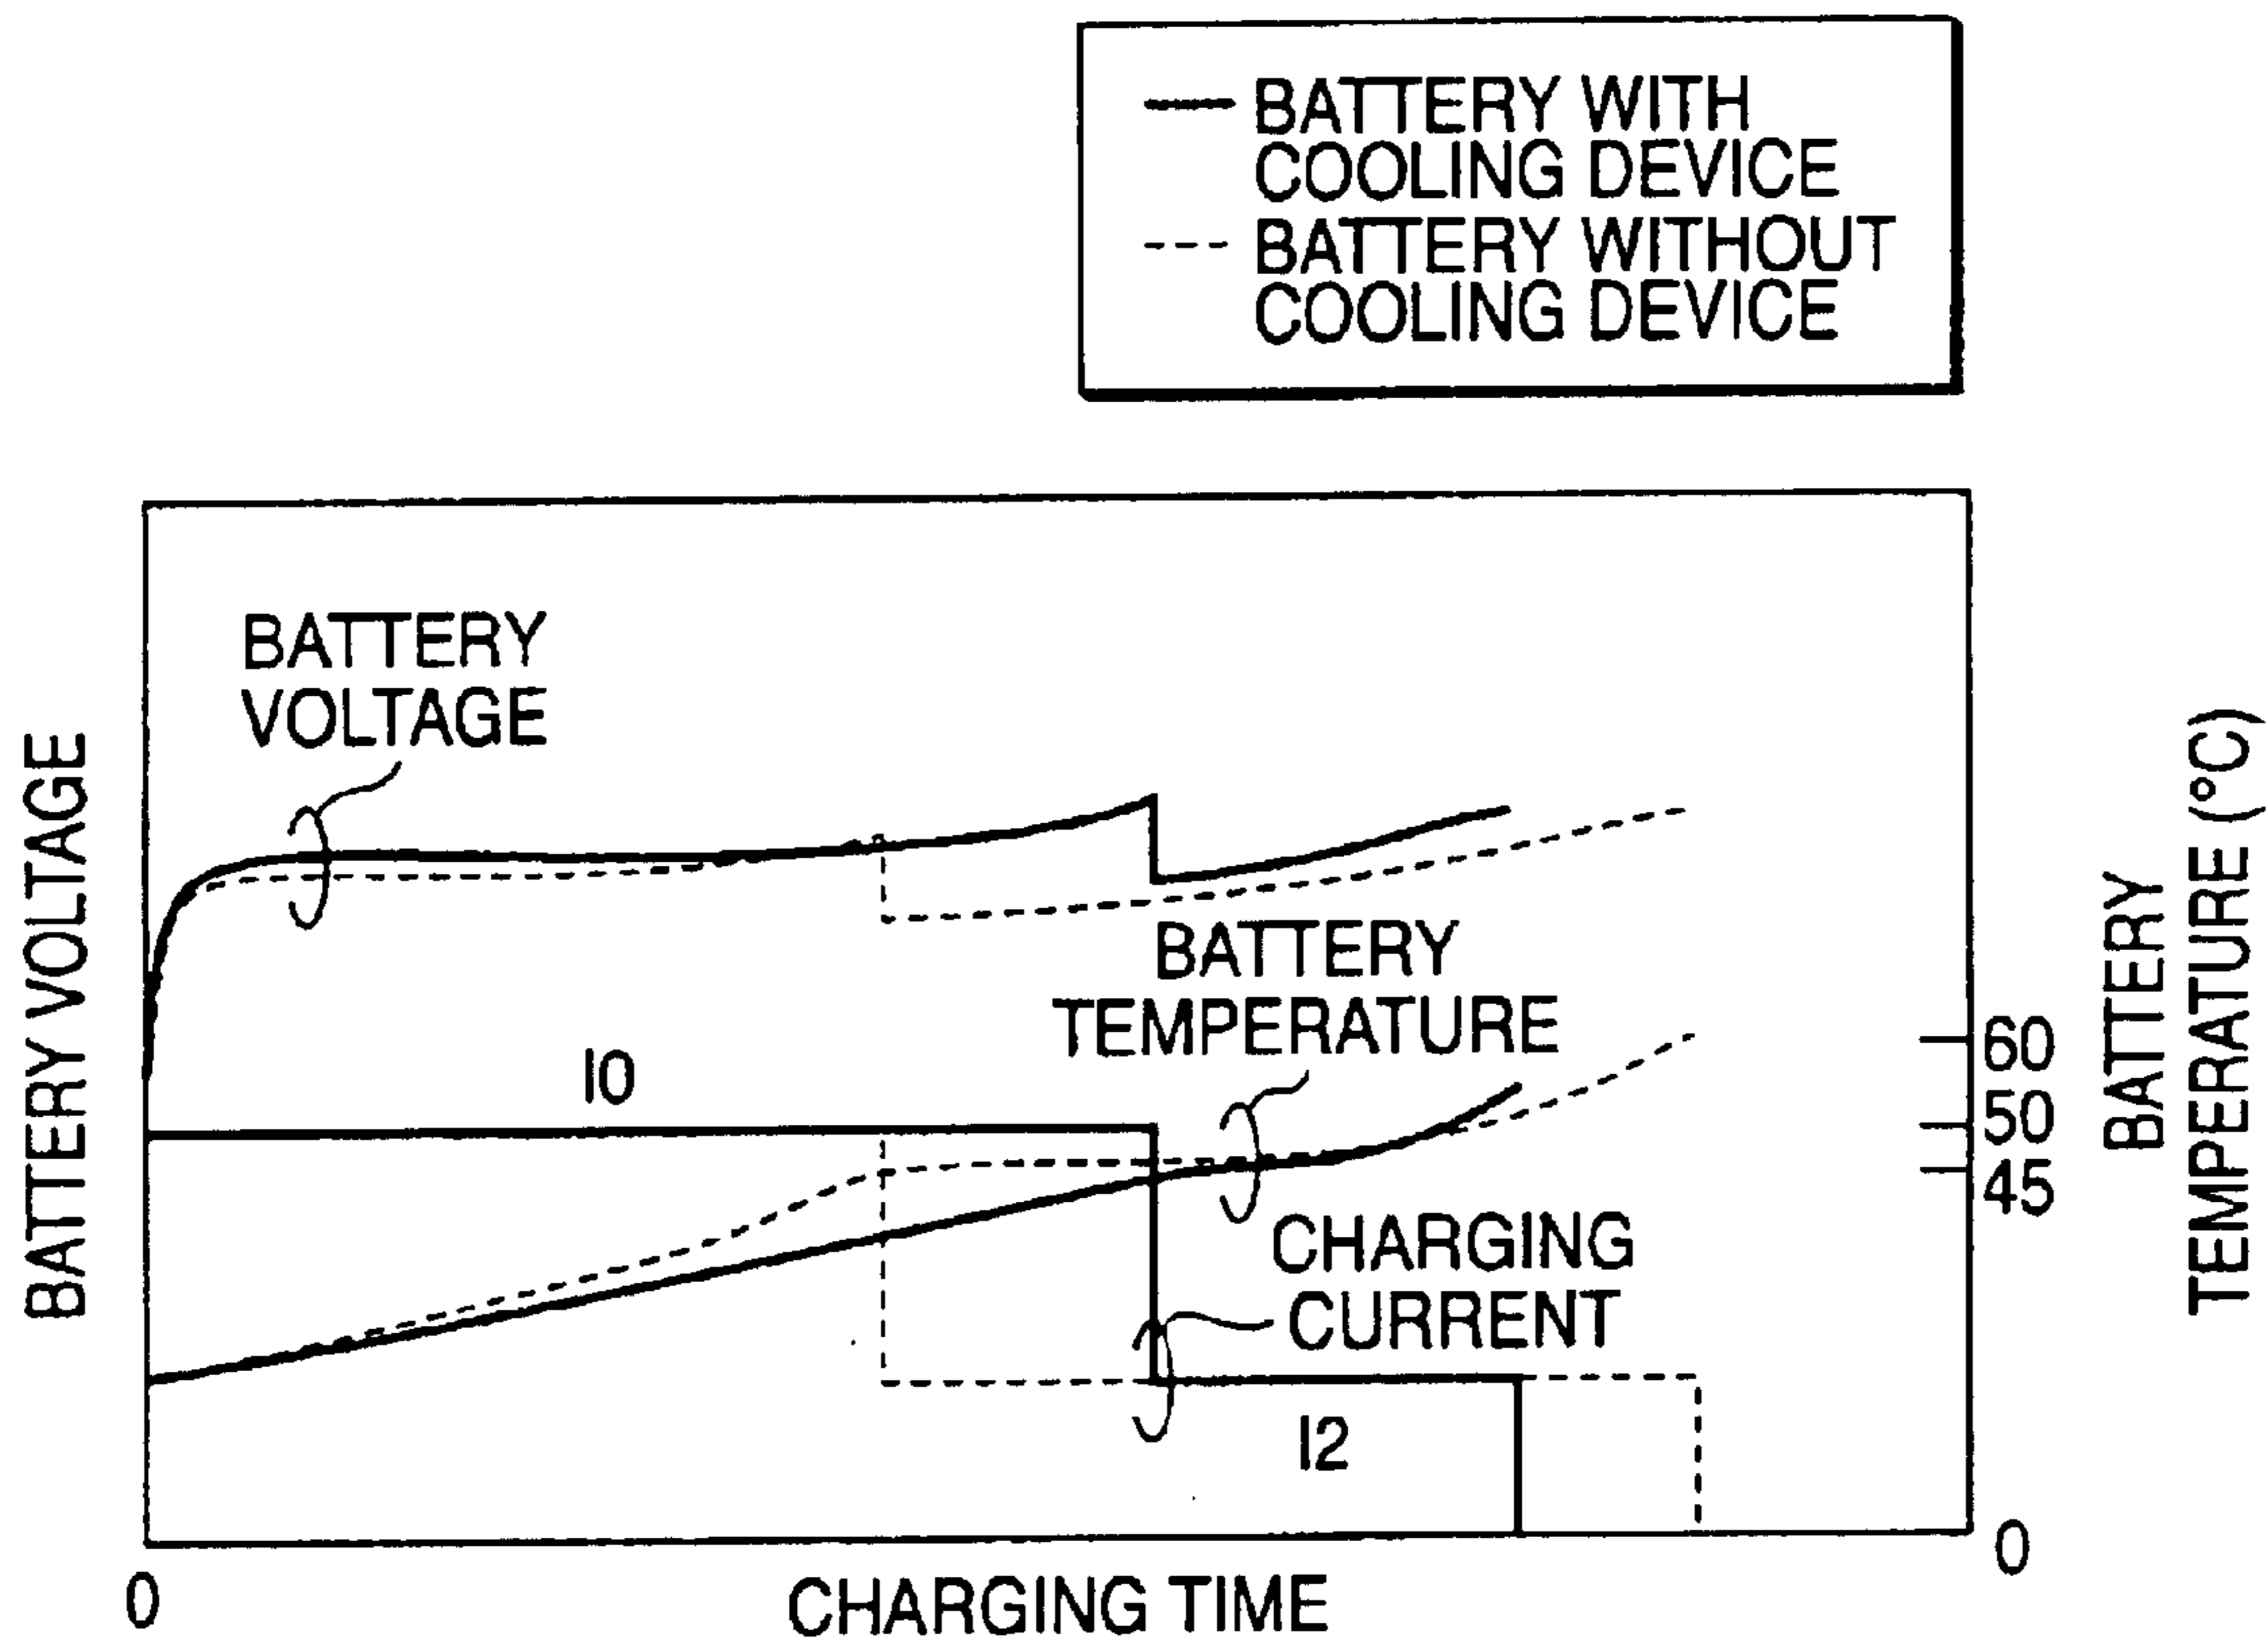 BATTERY WITH
COOLING DEVICE
BATTERY WITHOUT
COOLING DEVICE
BATTERY
VOLTAGE
BATTERY VOLTAGE
I0
BATTERY
TEMPERATURE
CHARGING
CURRENT
I2
60
50
45
0
BATTERY
TEMPERATURE (°C)
0
CHARGING TIME